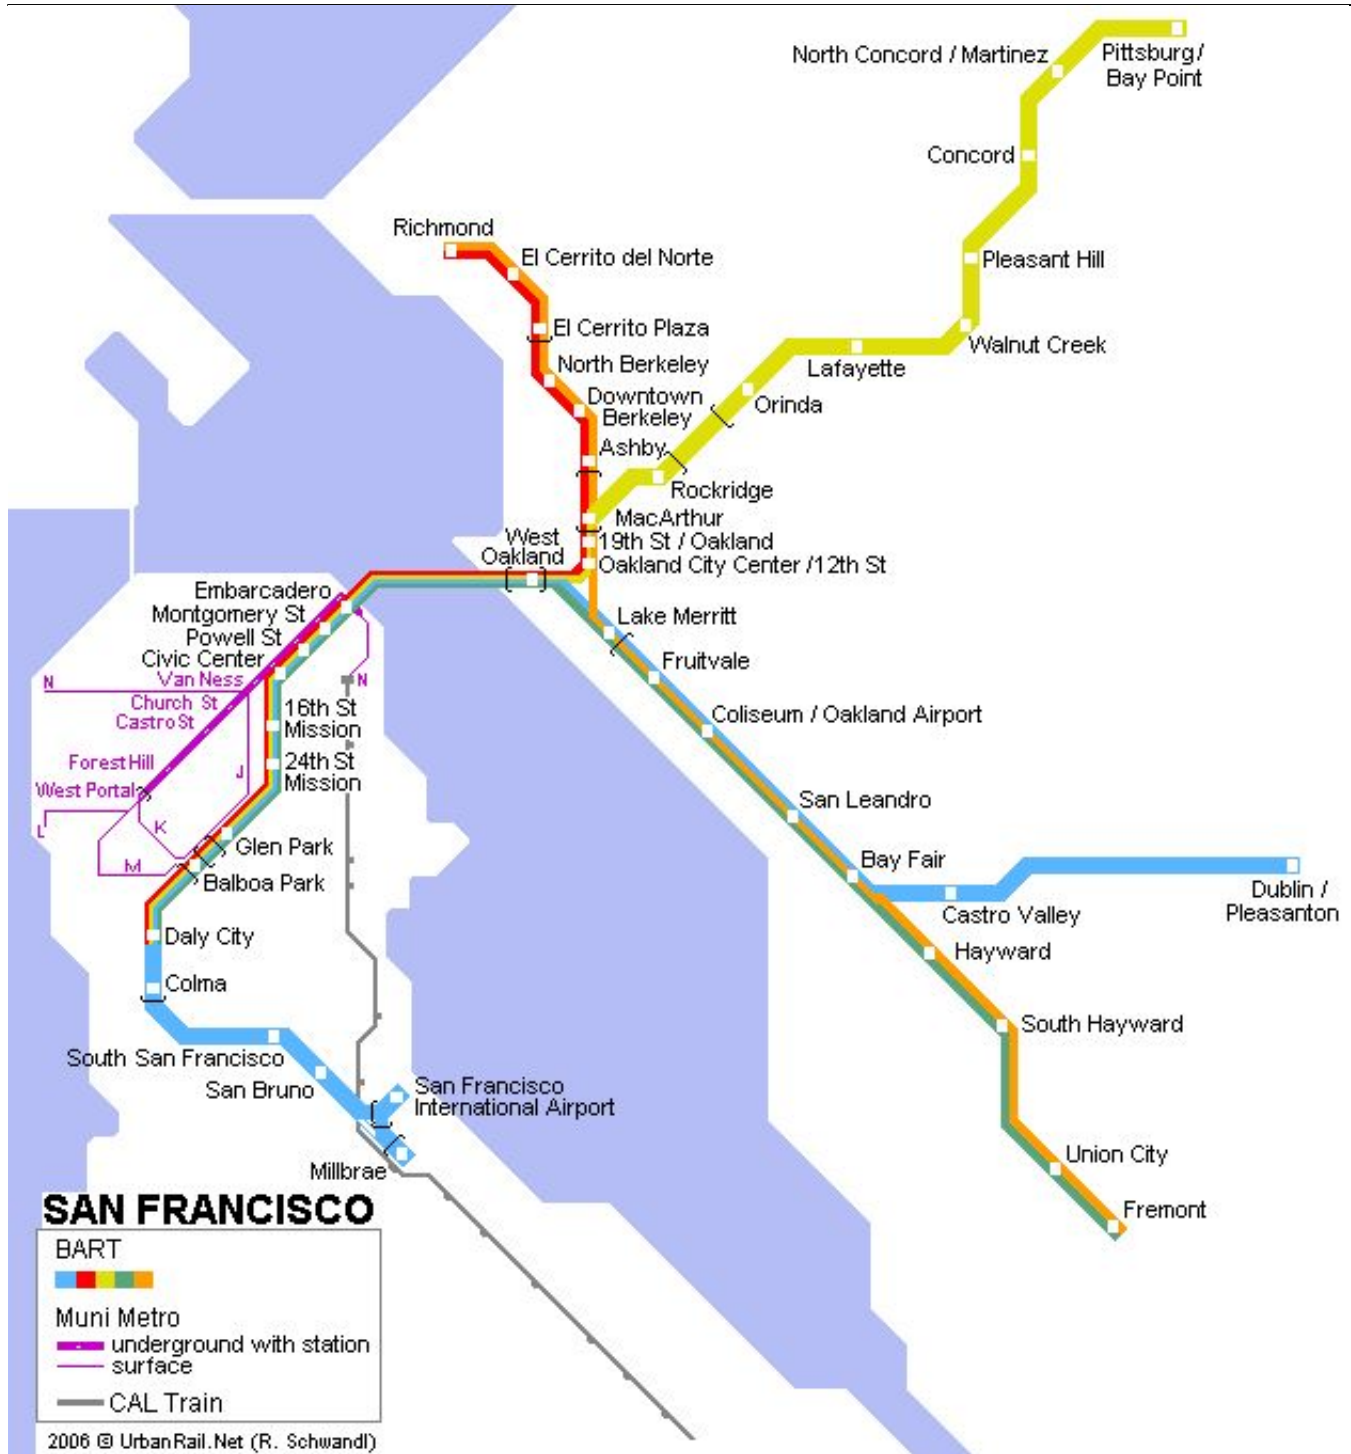 North Concord / Martinez
Pittsburg /
Bay Point
Concord
Richmond
El Cerrito del Norte
Pleasant Hill
El Cerrito Plaza
Walnut Creek
North Berkeley
Lafayette
Downtown
Berkeley
Orinda
Ashby
Rockridge
MacArthur
West
Oakland
19th St / Oakland
Oakland City Center /12th St
Embarcadero
Montgomery St
Powell St
Civic Center
Lake Merritt
Fruitvale
Van Ness
N
N
Church St
Castro St
16th St
Mission
Coliseum / Oakland Airport
Forest Hill
24th St
Mission
J
West Portal
San Leandro
L
K
M
Glen Park
Balboa Park
Bay Fair
Castro Valley
Dublin /
Pleasanton
Daly City
Hayward
Colma
South Hayward
South San Francisco
San Bruno
San Francisco
International Airport
Millbrae
Union City
Fremont
SAN FRANCISCO
BART
Muni Metro
underground with station
surface
CAL Train
2006 © UrbanRail.Net (R. Schwandl)